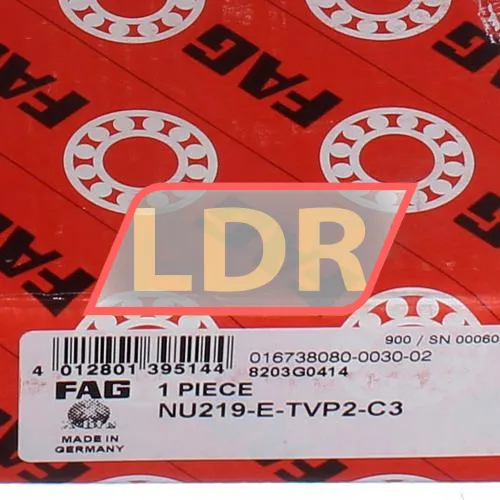 FAG
FAG
FAG
FAG
FAG
LDR
900 / SN 00060
4 012801 395144
016738080-0030-02
8203G0414
FAG
1 PIECE
NU219-E-TVP2-C3
MADE IN
GERMANY